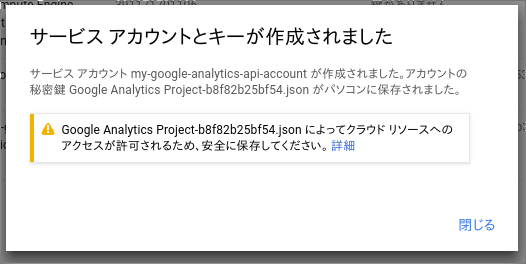 サービス アカウントとキーが作成されました
サービス アカウント my-google-analytics-api-account が作成されました。アカウントの
秘密鍵 Google Analytics Project-b8f82b25bf54.json がパソコンに保存されました。
Google Analytics Project-b8f82b25bf54.json によってクラウド リソースへの
アクセスが許可されるため、安全に保存してください。 詳細
閉じる